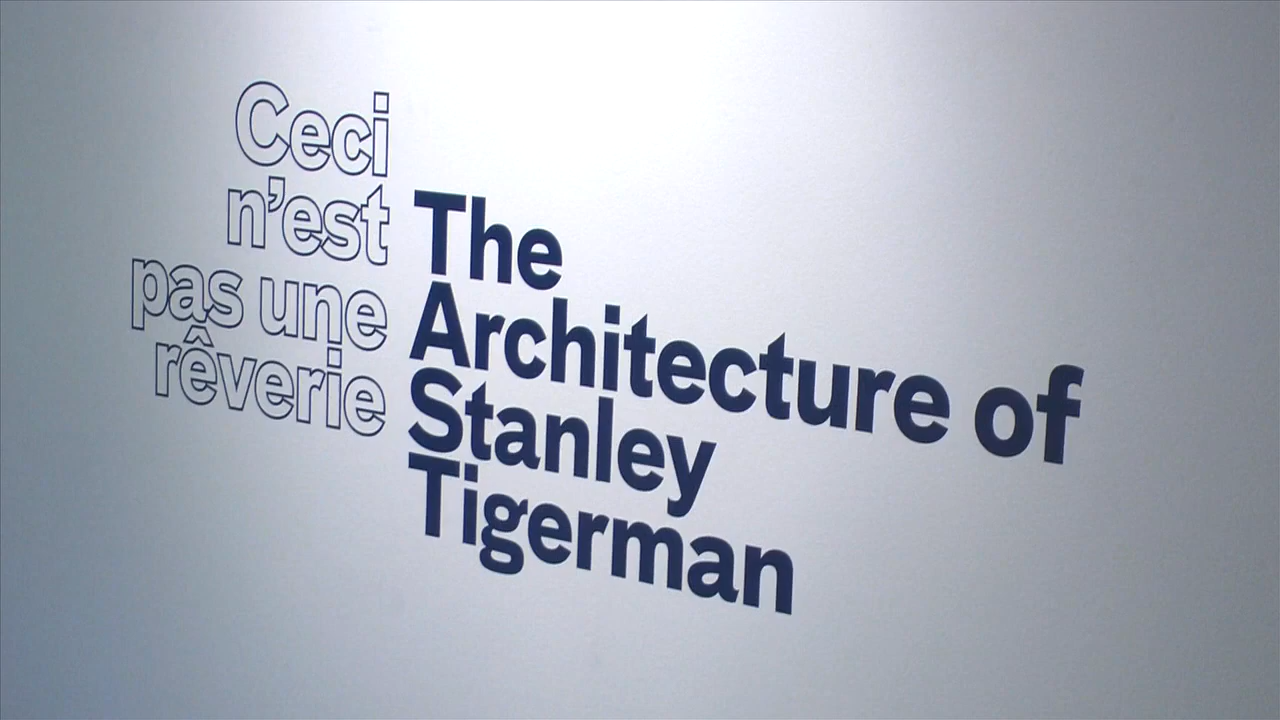 Ceci
n’est
pas une
rêverie
The
Architecture of
Stanley
Tigerman